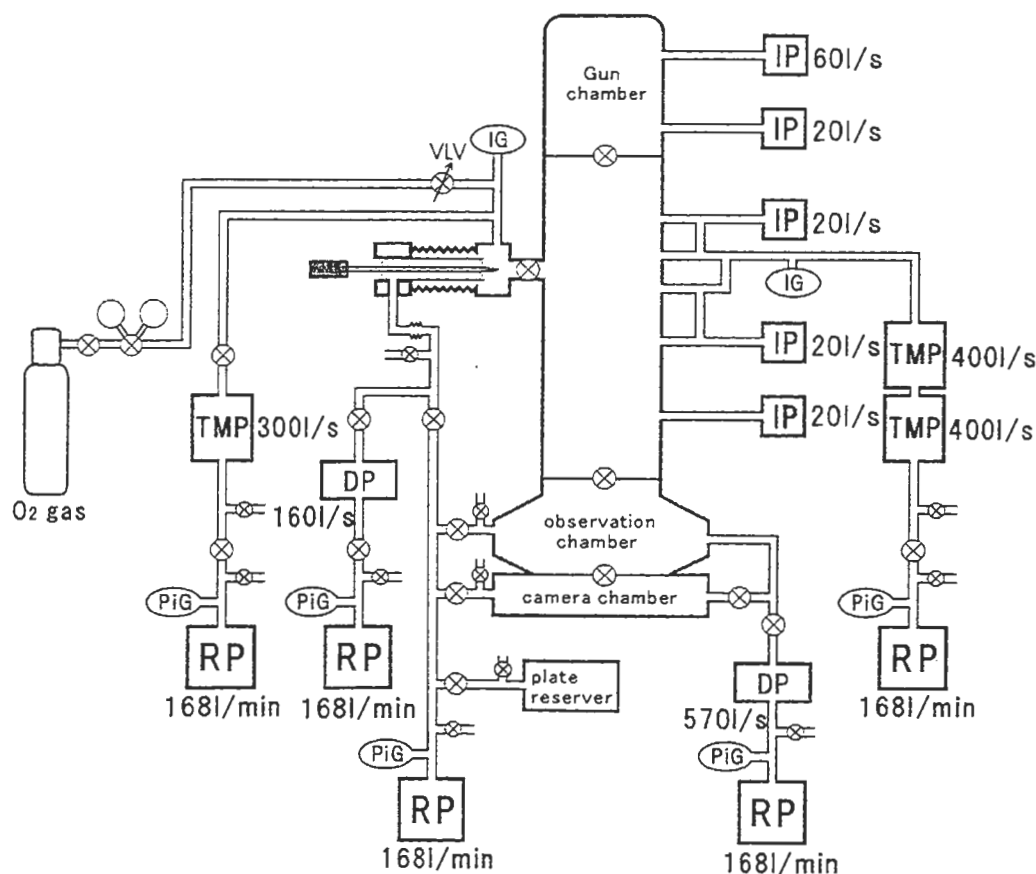 Gun
chamber
IP 60l/s
IP 20l/s
IG
VLV
IP 20l/s
IG
IP 20l/s
TMP 400l/s
TMP 300l/s
IP 20l/s
TMP 400l/s
O2 gas
DP
160l/s
observation
chamber
camera chamber
PiG
PiG
PiG
RP
168l/min
RP
168l/min
RP
168l/min
plate
reserver
DP
570l/s
PiG
PiG
RP
168l/min
RP
168l/min